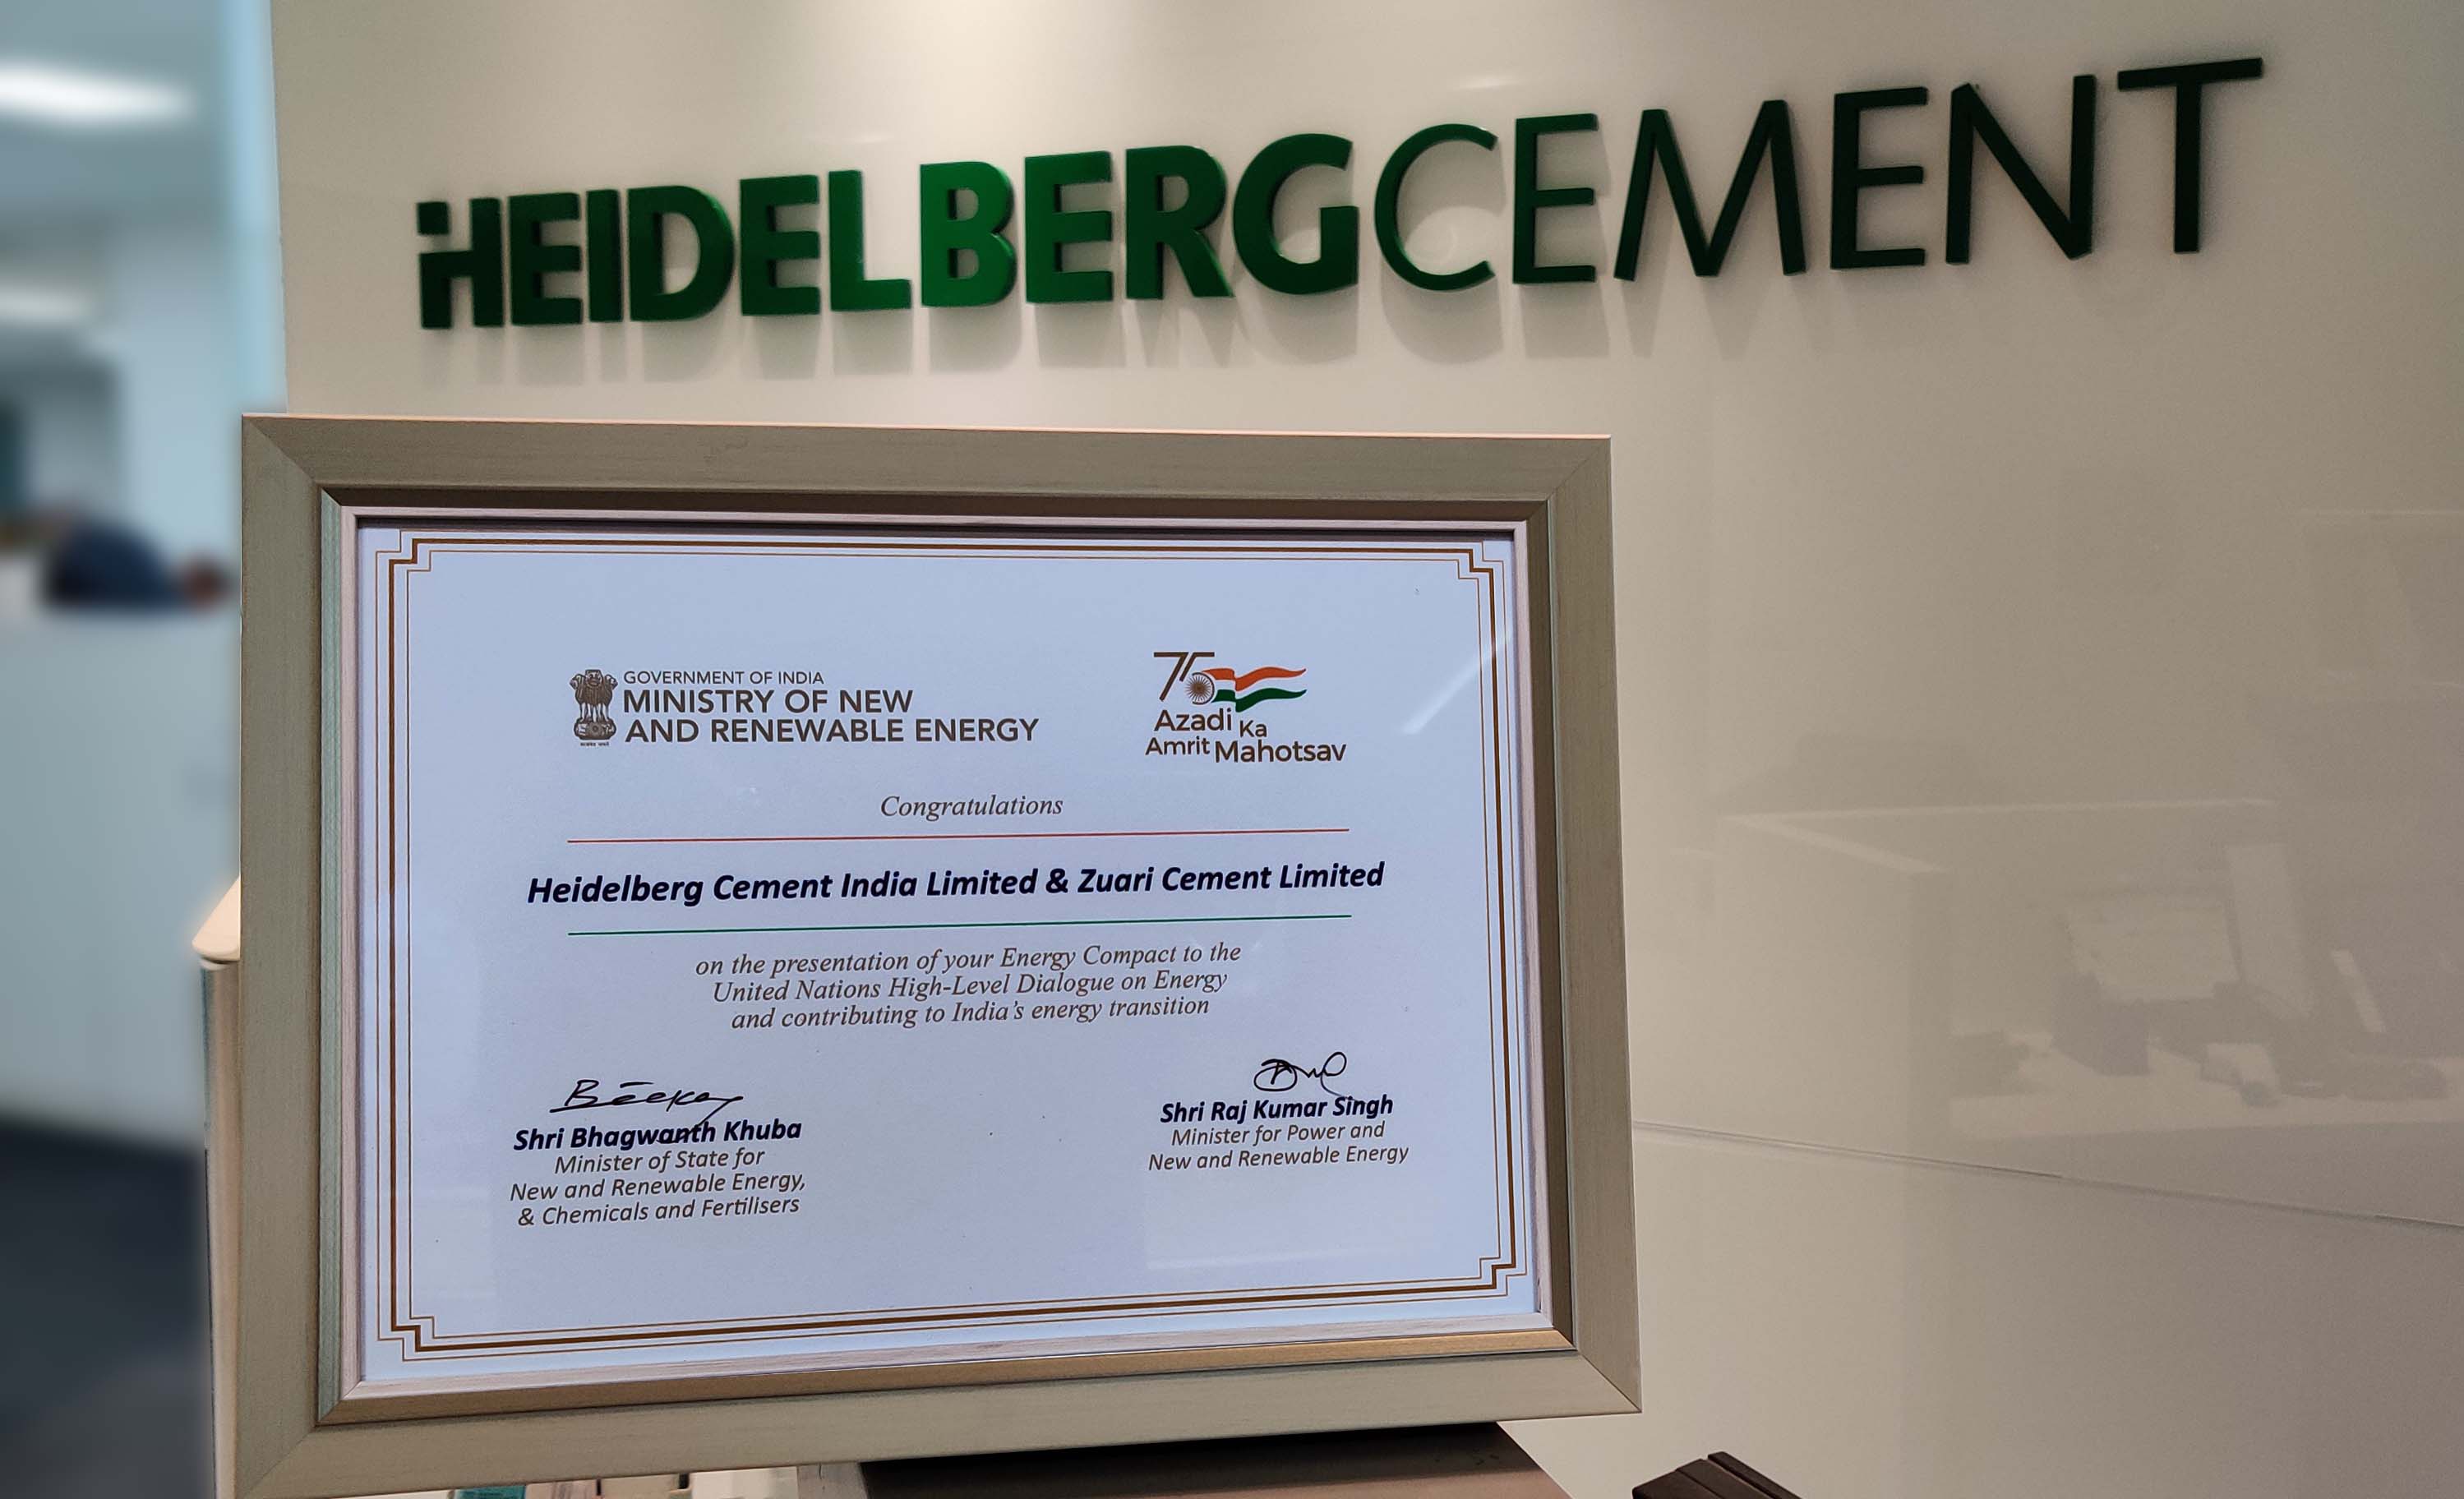 HEIDELBERGCEMENT
GOVERNMENT OF INDIA
MINISTRY OF NEW
AND RENEWABLE ENERGY
75
Azadi Ka
Amrit Mahotsav
Congratulations
Heidelberg Cement India Limited & Zuari Cement Limited
on the presentation of your Energy Compact to the
United Nations High-Level Dialogue on Energy
and contributing to India's energy transition
Shri Bhagwanth Khuba
Minister of State for
New and Renewable Energy,
& Chemicals and Fertilisers
Shri Raj Kumar Singh
Minister for Power and
New and Renewable Energy